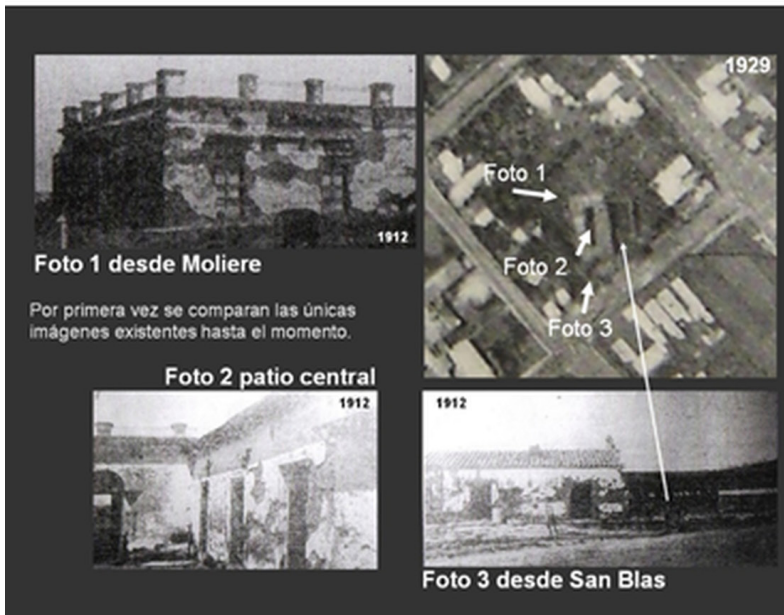 1912
Foto 1 desde Moliere
Por primera vez se comparan las únicas
imágenes existentes hasta el momento.
1929
Foto 1
Foto 2
Foto 3
Foto 2 patio central
1912
1912
Foto 3 desde San Blas